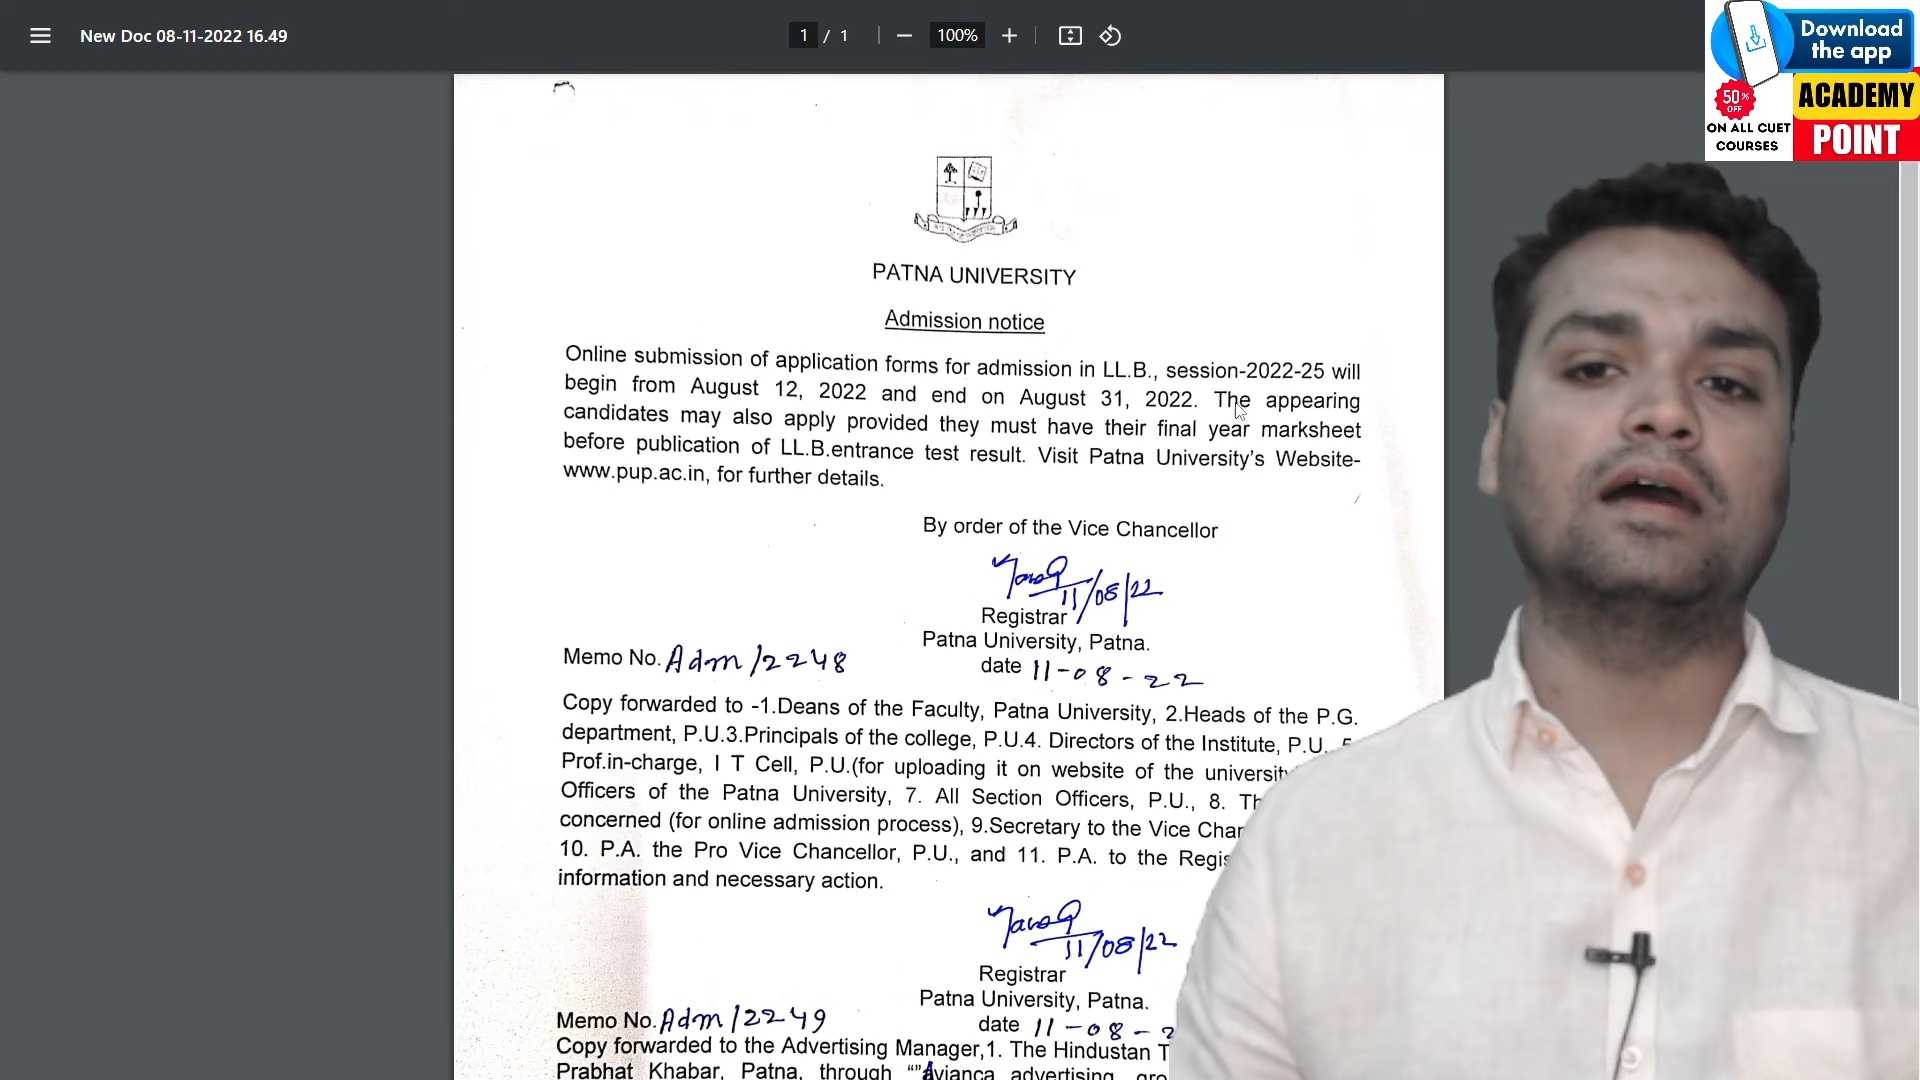 New Doc 08-11-2022 16.49
1 / 1
100%
Download
the app
50%
OFF
ACADEMY
ON ALL CUET
COURSES
POINT
PATNA UNIVERSITY
Admission notice
Online submission of application forms for admission in LL.B., session-2022-25 will
begin from August 12, 2022 and end on August 31, 2022. The appearing
candidates may also apply provided they must have their final year marksheet
before publication of LL.B.entrance test result. Visit Patna University's Website-
www.pup.ac.in, for further details.
By order of the Vice Chancellor
11/08/22
Registrar
Patna University, Patna.
Memo No. Adm/2248
date 11-08-22
Copy forwarded to -1.Deans of the Faculty, Patna University, 2.Heads of the P.G.
department, P.U.3.Principals of the college, P.U.4. Directors of the Institute, P.U.
Prof.in-charge, I T Cell, P.U.(for uploading it on website of the university
Officers of the Patna University, 7. All Section Officers, P.U., 8.
concerned (for online admission process), 9.Secretary to the Vice
10. P.A. the Pro Vice Chancellor, P.U., and 11. P.A. to the
information and necessary action.
11/08/22
Registrar
Patna University, Patna.
Memo No. Adm/2249
date 11-08-2
Copy forwarded to the Advertising Manager,1. The Hindustan
Prabhat Khabar, Patna, through ""Avianca advertising